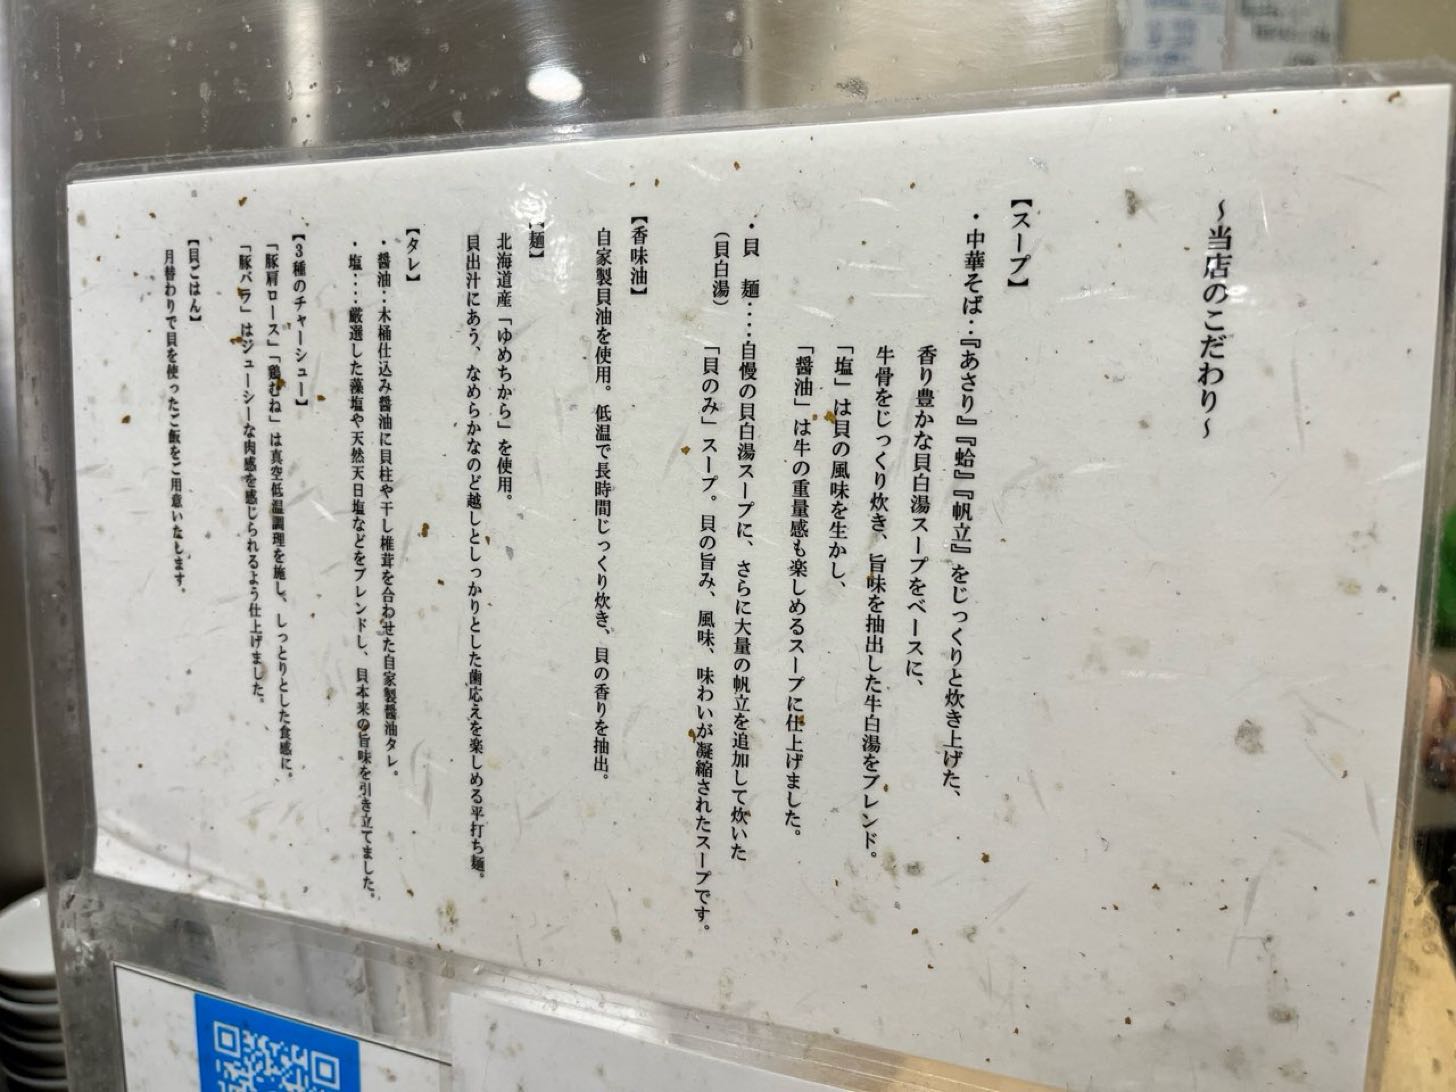 ～当店のこだわり～
【スープ】
・中華そば‥『あさり』『蛤』『帆立』をじっくりと炊き上げた、
香り豊かな貝白湯スープをベースに、
牛骨をじっくり炊き、旨味を抽出した牛白湯をブレンド。
「塩」は貝の風味を生かし、
「醤油」は牛の重量感も楽しめるスープに仕上げました。
・貝　麺‥‥自慢の貝白湯スープに、さらに大量の帆立を追加して炊いた
（貝白湯）　「貝のみ」スープ。貝の旨み、風味、味わいが凝縮されたスープです。
【香味油】
自家製貝油を使用。低温で長時間じっくり炊き、貝の香りを抽出。
【麺】
北海道産「ゆめちから」を使用。
貝出汁にあう、なめらかなのど越しとしっかりとした歯応えを楽しめる平打ち麺。
【タレ】
・醤油‥木桶仕込み醤油に貝柱や干し椎茸を合わせた自家製醤油タレ。
・塩‥‥厳選した藻塩や天然天日塩などをブレンドし、貝本来の旨味を引き立てました。
【3種のチャーシュー】
「豚肩ロース」「鶏むね」は真空低温調理を施し、しっとりとした食感に。
「豚バラ」はジューシーな肉感を感じられるよう仕上げました。
【貝ごはん】
月替わりで貝を使ったご飯をご用意いたします。